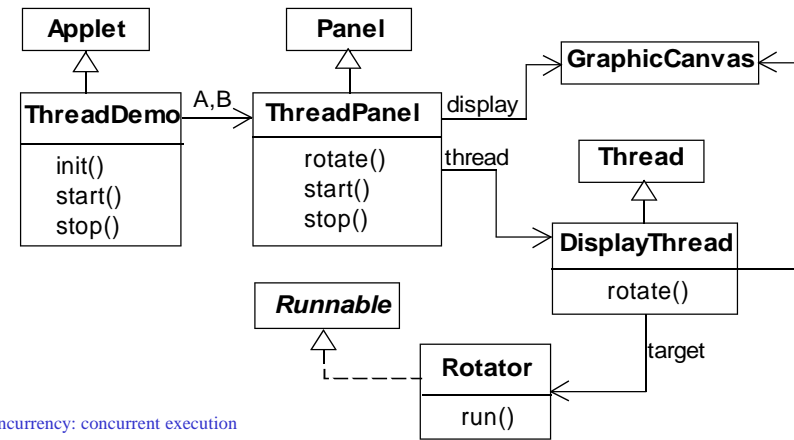 Applet
Panel
GraphicCanvas
ThreadDemo
A,B
ThreadPanel
display
init()
start()
stop()
rotate()
start()
stop()
thread
Thread
DisplayThread
rotate()
Runnable
target
Rotator
run()
ncurrency: concurrent execution